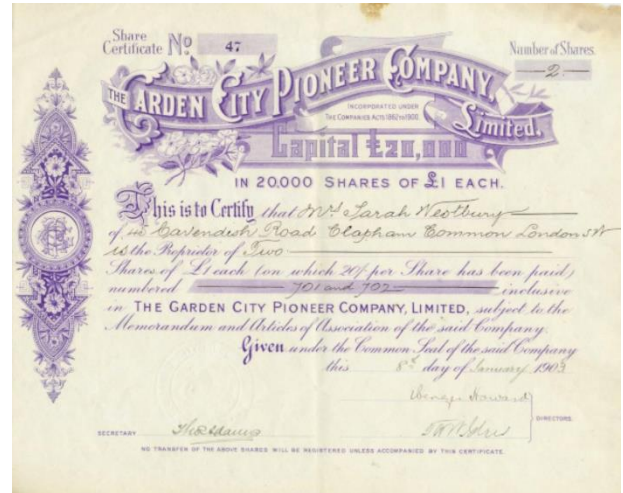 Share
Certificate No 47
Number of Shares.
2
THE GARDEN CITY PIONEER COMPANY,
Limited,
INCORPORATED UNDER
THE COMPANIES ACTS 1862 TO 1900.
Capital £20,000
IN 20,000 SHARES OF £1 EACH.
This is to Certify that Mrs Sarah Westbury
of Cavendish Road Clapham Common London SW
is the Proprietor of Two
Shares of £1 each (on which 20/- per Share has been paid)
numbered 701 and 702 inclusive
in THE GARDEN CITY PIONEER COMPANY, LIMITED, subject to the
Memorandum and Articles of Association of the said Company.
Given under the Common Seal of the said Company
this 8th day of January 1903
DIRECTORS.
SECRETARY Thos Adams
NO TRANSFER OF THE ABOVE SHARES WILL BE REGISTERED UNLESS ACCOMPANIED BY THIS CERTIFICATE.